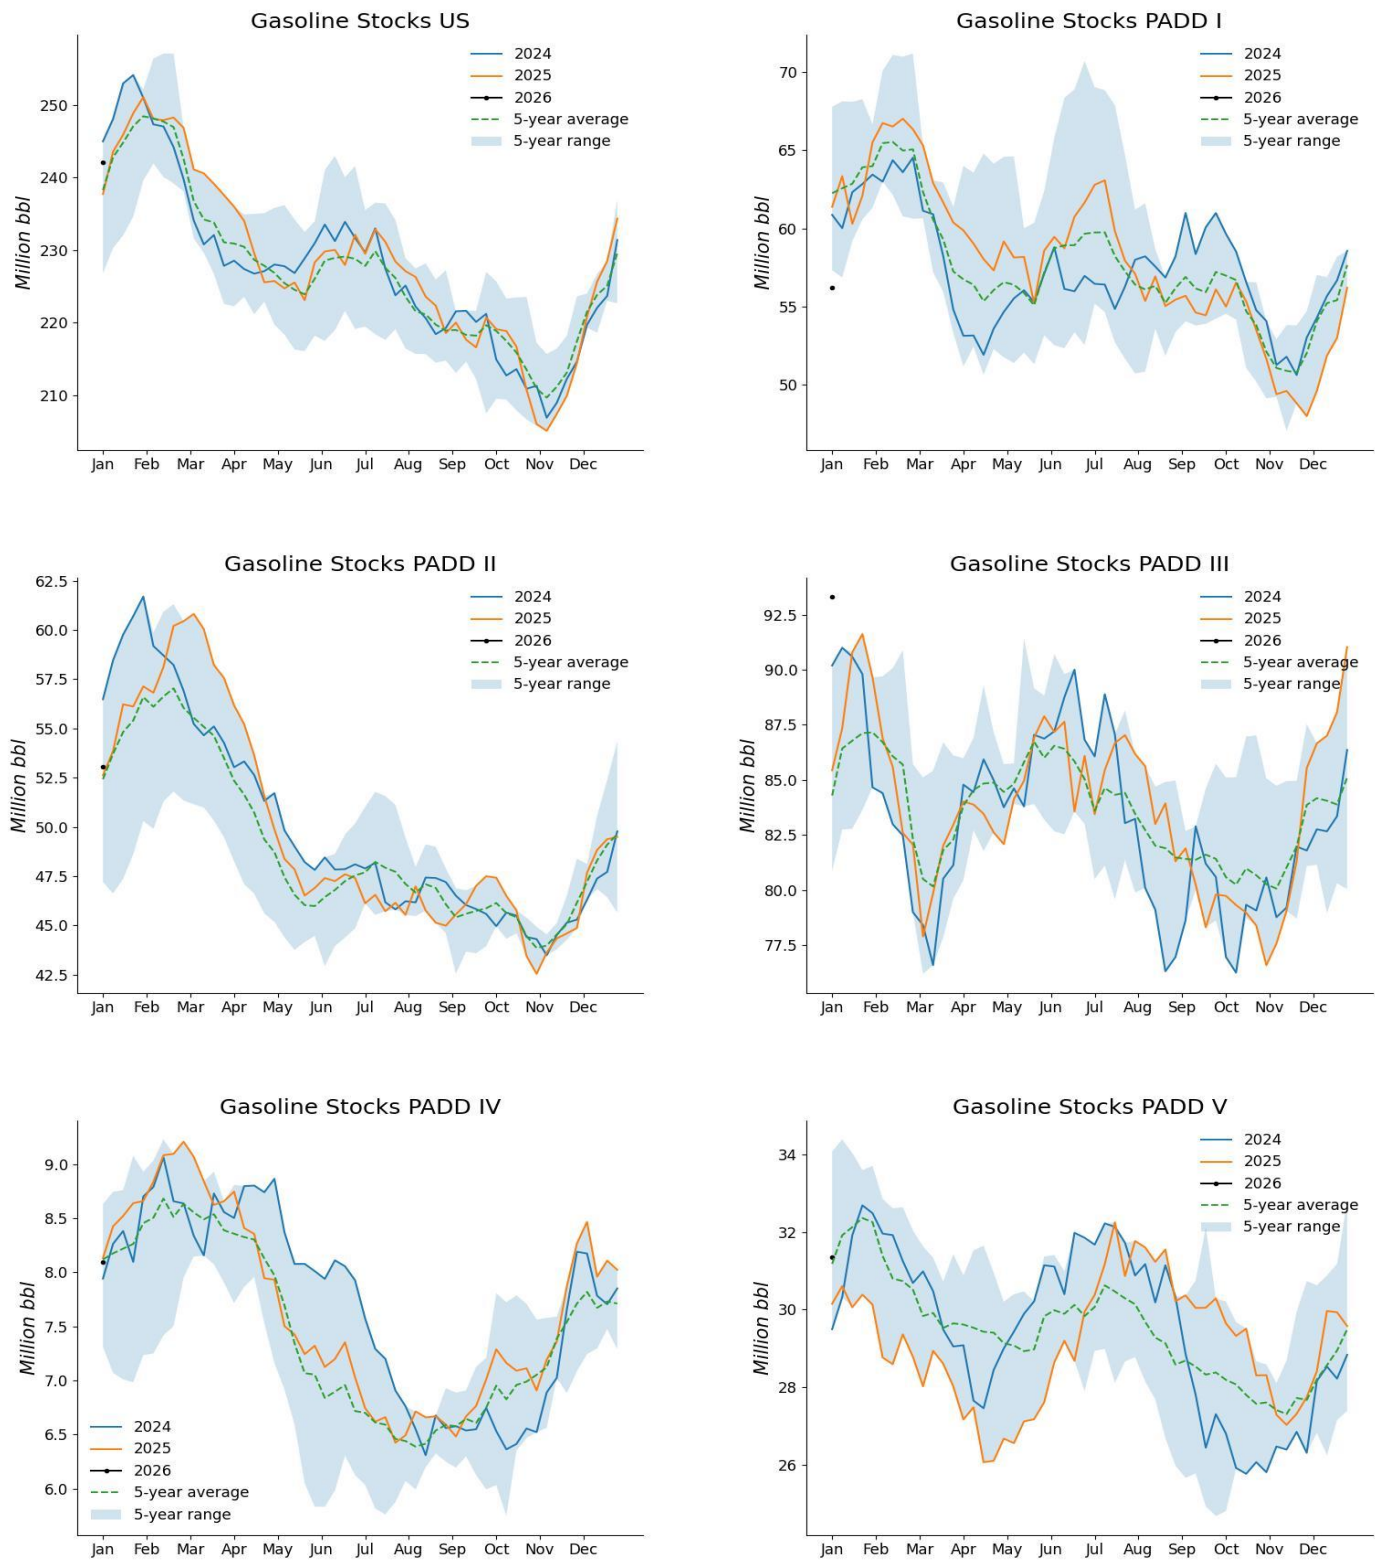 Gasoline Stocks US
Million bbl
250
240
230
220
210
Jan Feb Mar Apr May Jun Jul Aug Sep Oct Nov Dec
2024
2025
2026
5-year average
5-year range
Gasoline Stocks PADD I
Million bbl
70
65
60
55
50
Jan Feb Mar Apr May Jun Jul Aug Sep Oct Nov Dec
2024
2025
2026
5-year average
5-year range
Gasoline Stocks PADD II
Million bbl
62.5
60.0
57.5
55.0
52.5
50.0
47.5
45.0
42.5
Jan Feb Mar Apr May Jun Jul Aug Sep Oct Nov Dec
2024
2025
2026
5-year average
5-year range
Gasoline Stocks PADD III
Million bbl
92.5
90.0
87.5
85.0
82.5
80.0
77.5
Jan Feb Mar Apr May Jun Jul Aug Sep Oct Nov Dec
2024
2025
2026
5-year average
5-year range
Gasoline Stocks PADD IV
Million bbl
9.0
8.5
8.0
7.5
7.0
6.5
6.0
Jan Feb Mar Apr May Jun Jul Aug Sep Oct Nov Dec
2024
2025
2026
5-year average
5-year range
Gasoline Stocks PADD V
Million bbl
34
32
30
28
26
Jan Feb Mar Apr May Jun Jul Aug Sep Oct Nov Dec
2024
2025
2026
5-year average
5-year range